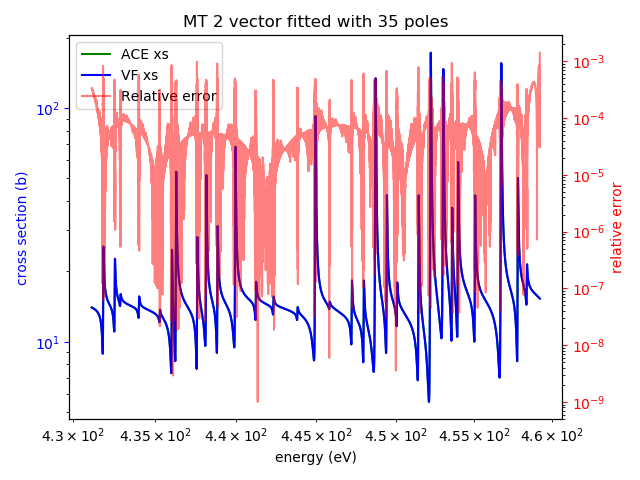 MT 2 vector fitted with 35 poles
ACE xs
VF xs
Relative error
cross section (b)
10²
10¹
relative error
10⁻³
10⁻⁴
10⁻⁵
10⁻⁶
10⁻⁷
10⁻⁸
10⁻⁹
4.3 × 10² 4.35 × 10² 4.4 × 10² 4.45 × 10² 4.5 × 10² 4.55 × 10² 4.6 × 10²
energy (eV)